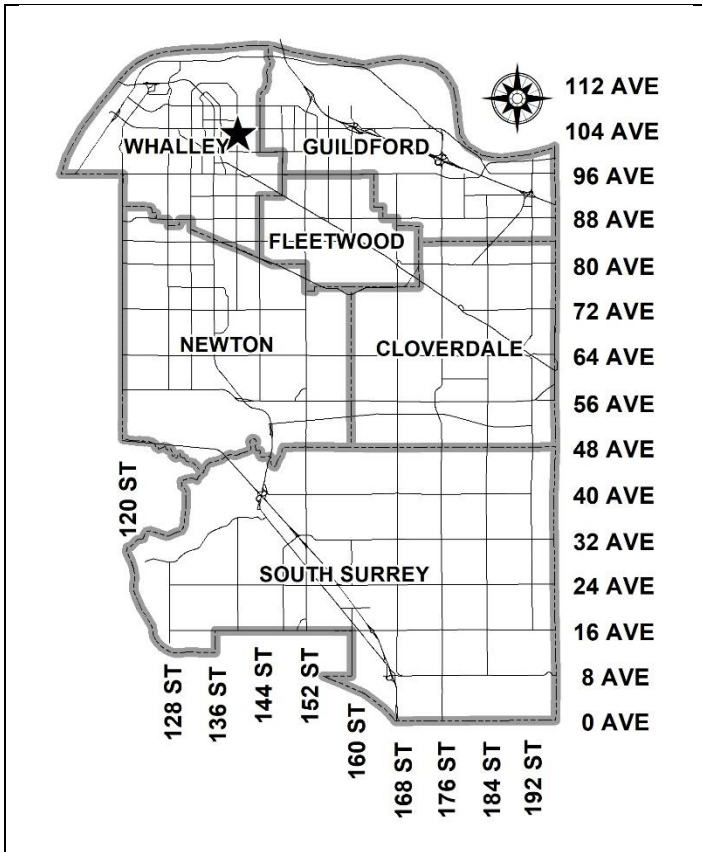 112 AVE
104 AVE
WHALLEY
GUILDFORD
96 AVE
88 AVE
FLEETWOOD
80 AVE
72 AVE
NEWTON
CLOVERDALE
64 AVE
56 AVE
48 AVE
120 ST
40 AVE
32 AVE
SOUTH SURREY
24 AVE
16 AVE
8 AVE
128 ST
136 ST
144 ST
152 ST
160 ST
0 AVE
168 ST
176 ST
184 ST
192 ST